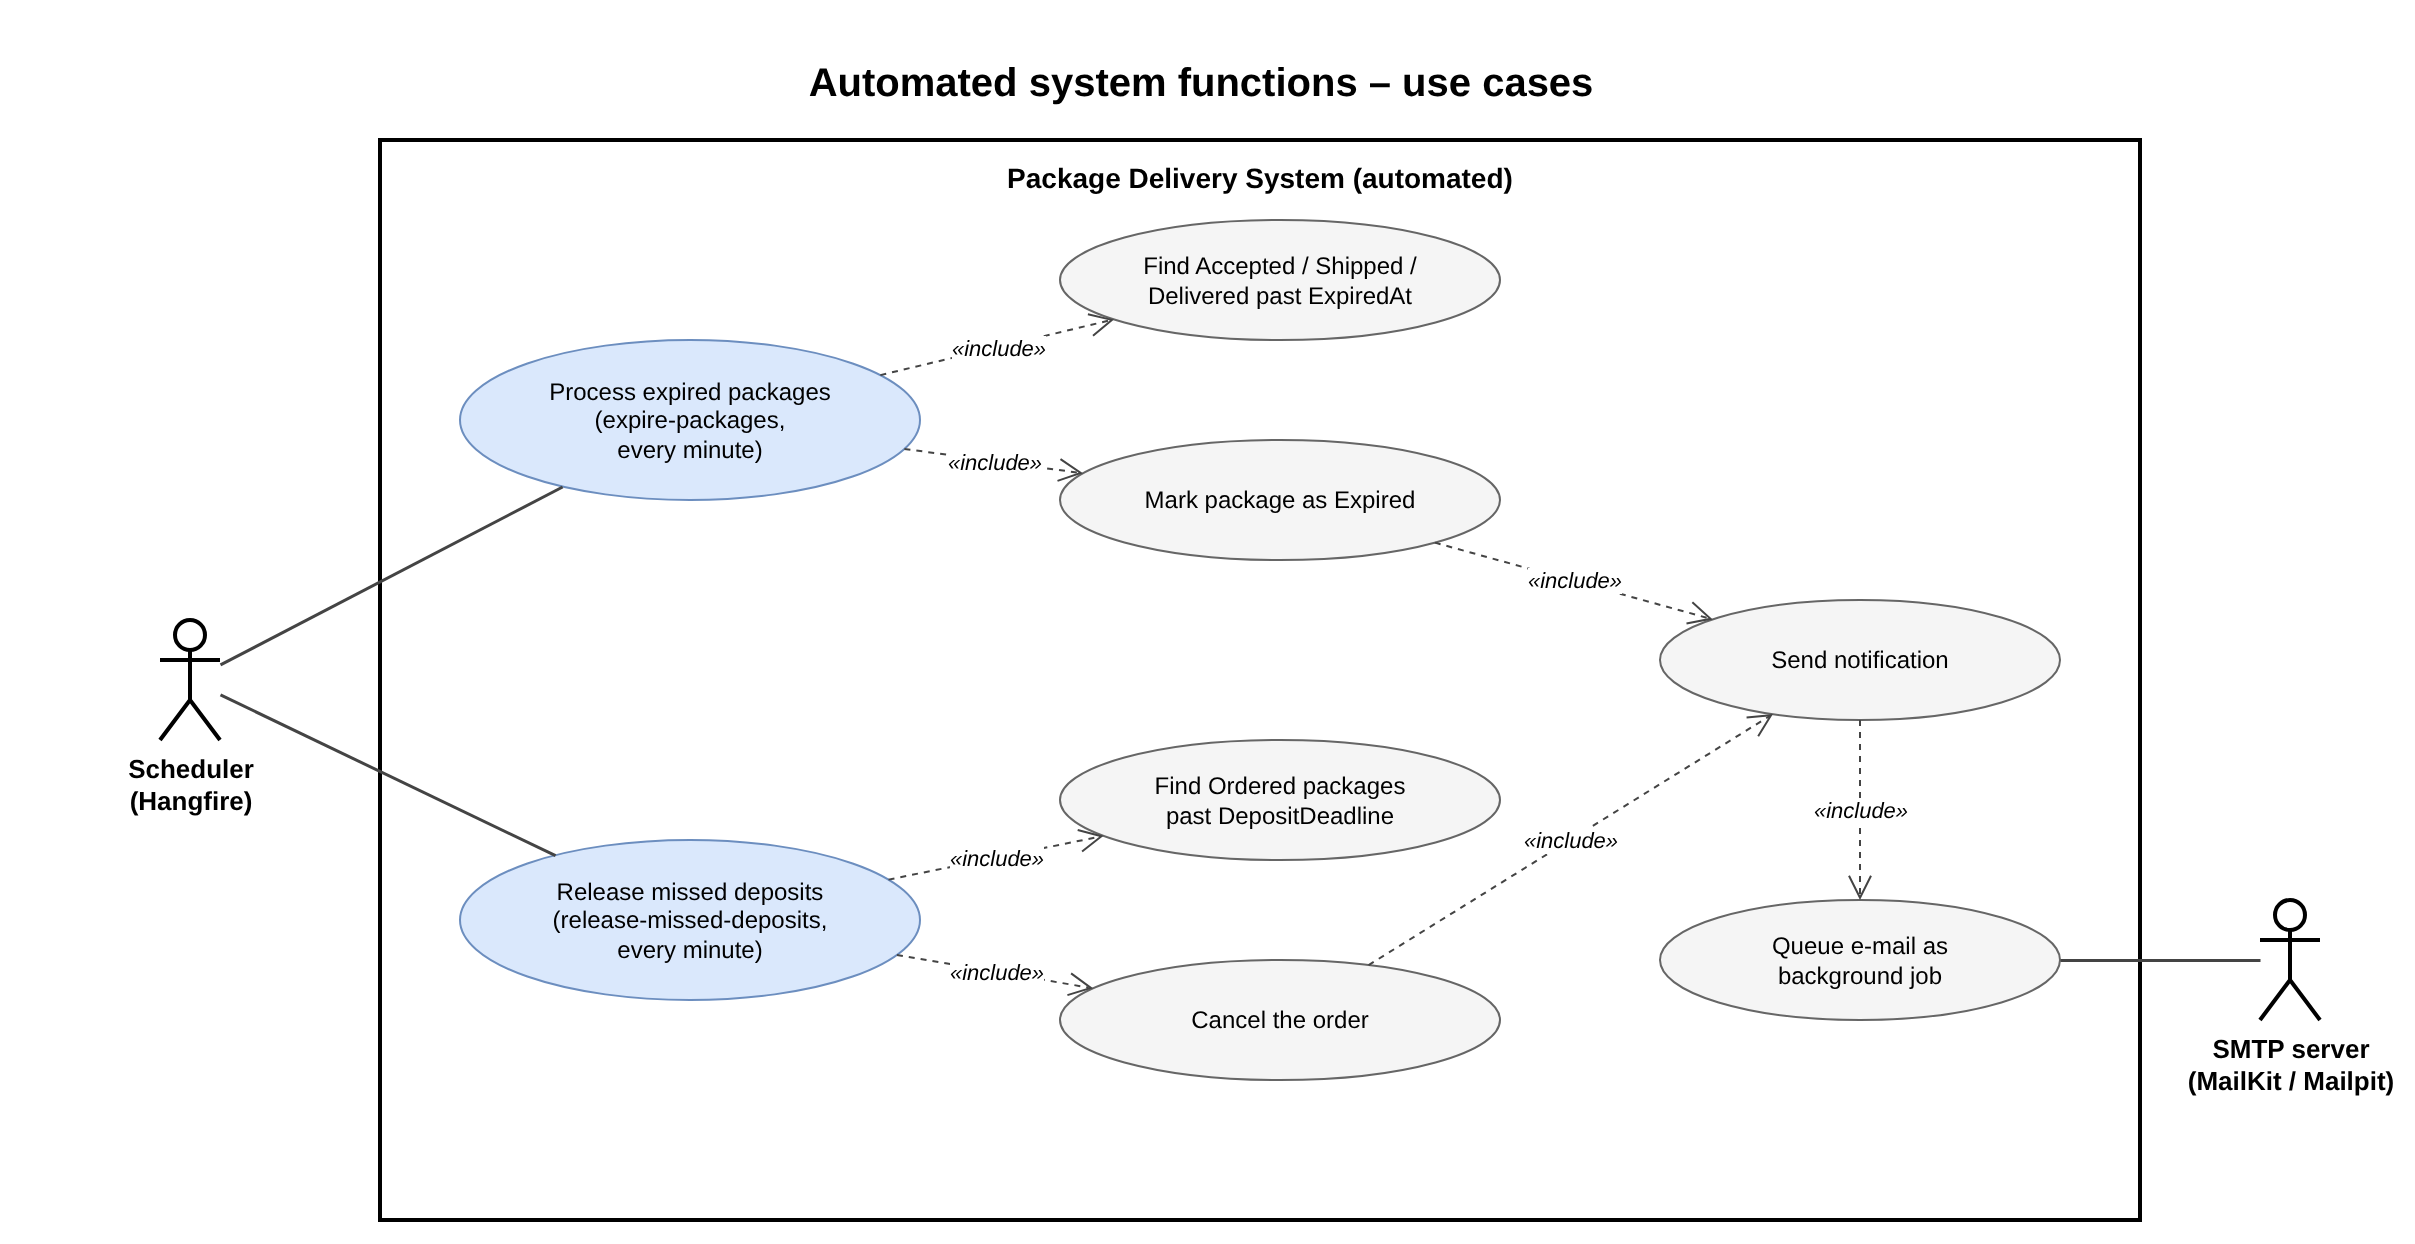 Automated system functions – use cases
Package Delivery System (automated)
Find Accepted / Shipped /
Delivered past ExpiredAt
«include»
Process expired packages
(expire-packages,
every minute)
«include»
Mark package as Expired
«include»
Send notification
Scheduler
(Hangfire)
Find Ordered packages
past DepositDeadline
«include»
«include»
«include»
Release missed deposits
(release-missed-deposits,
every minute)
«include»
Cancel the order
Queue e-mail as
background job
SMTP server
(MailKit / Mailpit)